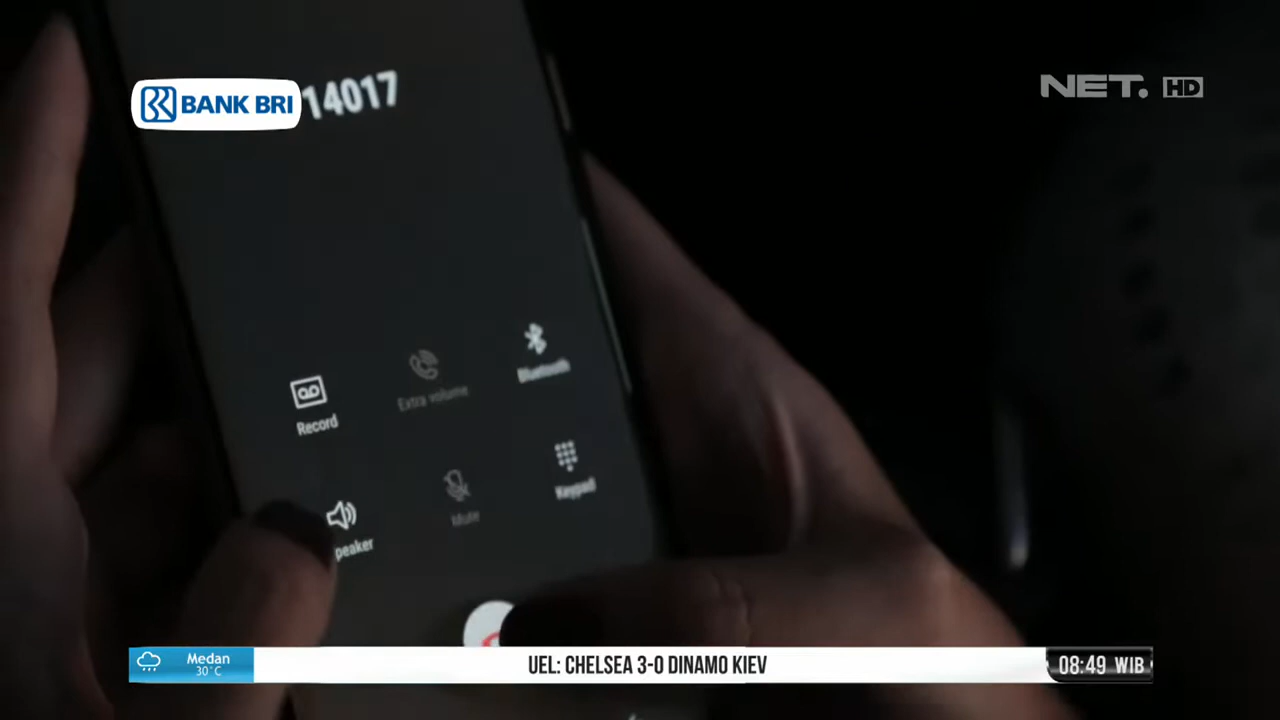 BANK BRI
14017
NET. HD
Record
Extra volume
Bluetooth
peaker
Mute
Keypad
Medan
30°C
UEL: CHELSEA 3-0 DINAMO KIEV
08:49 WIB